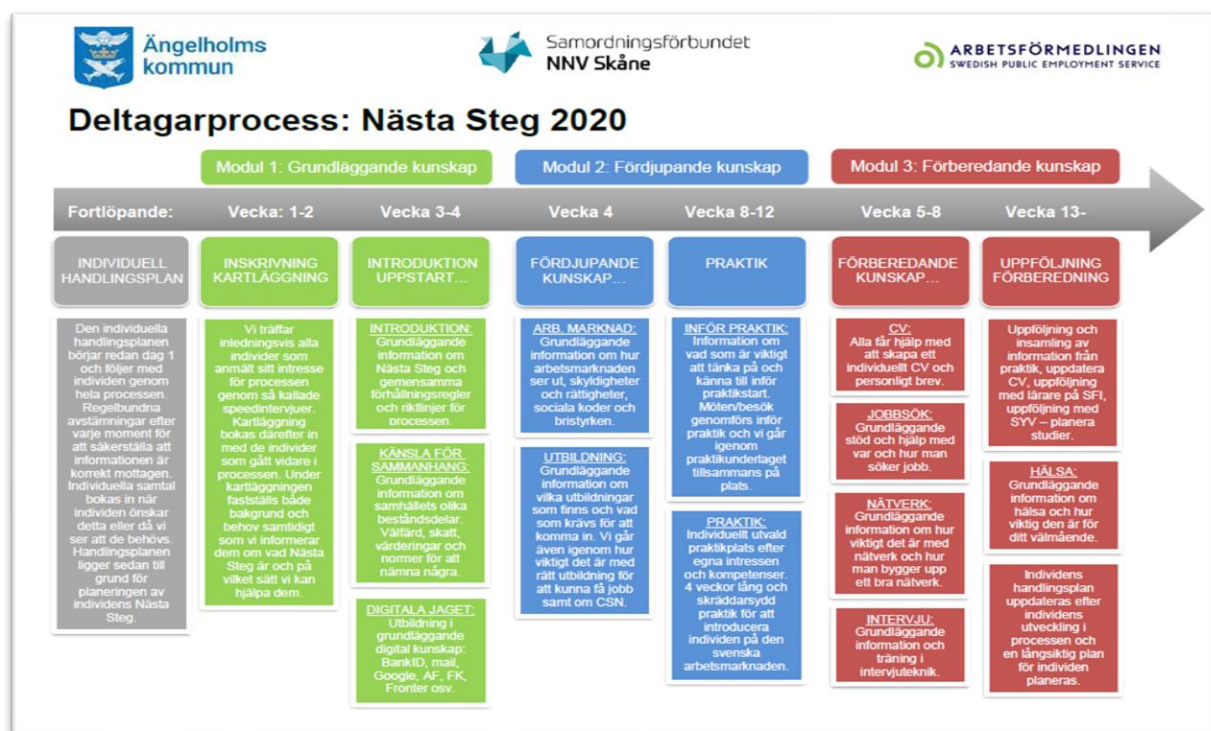 Ängelholms
kommun
Samordningsförbundet
NNV Skåne
ARBETSFÖRMEDLINGEN
SWEDISH PUBLIC EMPLOYMENT SERVICE
Deltagarprocess: Nästa Steg 2020
Modul 1: Grundläggande kunskap
Modul 2: Fördjupande kunskap
Modul 3: Förberedande kunskap
Fortlöpande:
Vecka: 1-2
Vecka 3-4
Vecka 4
Vecka 8-12
Vecka 5-8
Vecka 13-
INDIVIDUELL
HANDLINGSPLAN
INSKRIVNING
KARTLÄGGNING
INTRODUKTION
UPPSTART...
FÖRDJUPANDE
KUNSKAP...
PRAKTIK
FÖRBEREDANDE
KUNSKAP...
UPPFÖLJNING
FÖRBEREDNING
Den individuella
handlingsplanen
börjar redan dag 1
och följer med
individen genom
hela processen.
Regelbundna
avstämningar efter
varje moment för
att säkerställa att
informationen är
korrekt mottagen.
Individuella samtal
bokas in när
individen önskar
detta eller då vi
ser att de behövs.
Handlingsplanen
ligger sedan till
grund för
planeringen av
individens Nästa
Steg.
Vi träffar
inledningsvis alla
individer som
anmält sitt intresse
för processen
genom så kallade
speedintervjuer.
Kartläggning
bokas därefter in
med de individer
som gått vidare i
processen. Under
kartläggningen
fastställs både
bakgrund och
behov samtidigt
som vi informerar
dem om vad Nästa
Steg är och på
vilket sätt vi kan
hjälpa dem.
INTRODUKTION:
Grundläggande
information om
Nästa Steg och
gemensamma
förhållningsregler
och riktlinjer för
processen.
KÄNSLA FÖR
SAMMANHANG:
Grundläggande
information om
samhällets olika
beståndsdelar.
Välfärd, skatt,
värderingar och
normer för att
nämna några.
DIGITALA JAGET:
Utbildning i
grundläggande
digital kunskap:
BankID, mail,
Google, AF, FK,
Fronter osv.
ARB. MARKNAD:
Grundläggande
information om hur
arbetsmarknaden
ser ut, skyldigheter
och rättigheter,
sociala koder och
bristyrken.
UTBILDNING:
Grundläggande
information om
vilka utbildningar
som finns och vad
som krävs för att
komma in. Vi går
även igenom hur
viktigt det är med
rätt utbildning för
att kunna få jobb
samt om CSN.
INFÖR PRAKTIK:
Information om
vad som är viktigt
att tänka på och
känna till inför
praktikstart.
Möten/besök
genomförs inför
praktik och vi går
igenom
praktikunderlaget
tillsammans på
plats.
PRAKTIK:
Individuellt utvald
praktikplats efter
egna intressen
och kompetenser.
4 veckor lång och
skräddarsydd
praktik för att
introducera
individen på den
svenska
arbetsmarknaden.
CV:
Alla får hjälp med
att skapa ett
individuellt CV och
personligt brev.
JOBBSÖK:
Grundläggande
stöd och hjälp med
var och hur man
söker jobb.
NÄTVERK:
Grundläggande
information om hur
viktigt det är med
nätverk och hur
man bygger upp
ett bra nätverk.
INTERVJU:
Grundläggande
information och
träning i
intervjuteknik.
Uppföljning och
insamling av
information från
praktik, uppdatera
CV, uppföljning
med lärare på SFI,
uppföljning med
SYV – planera
studier.
HÄLSA:
Grundläggande
information om
hälsa och hur
viktig den är för
ditt välmående.
Individens
handlingsplan
uppdateras efter
individens
utveckling i
processen och
en långsiktig plan
för individen
planeras.